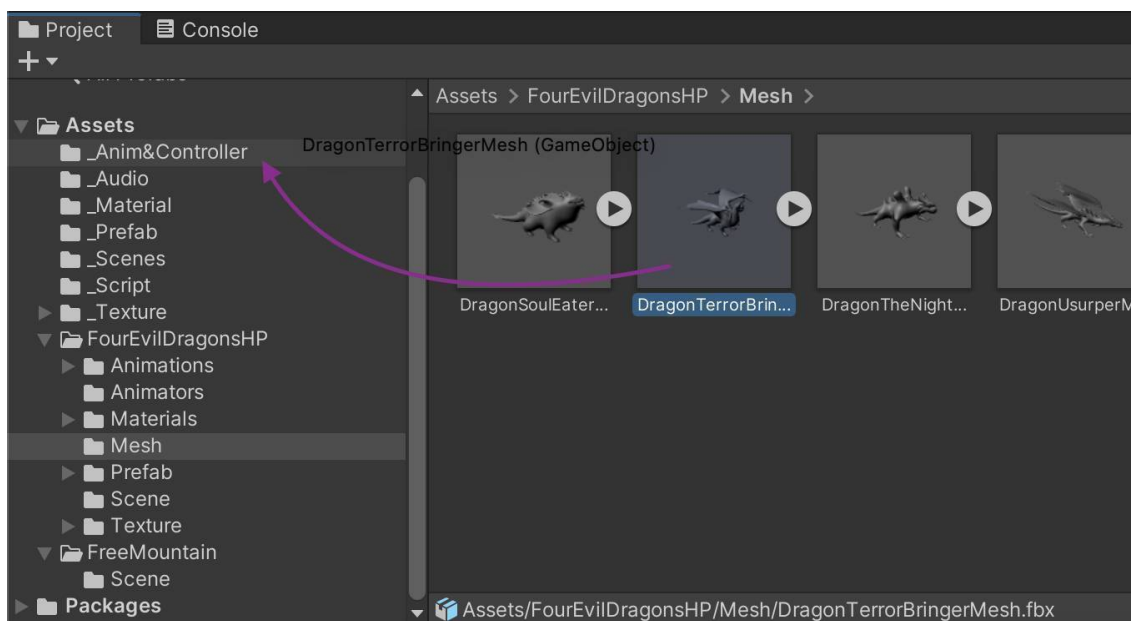 Project
Console
Assets > FourEvilDragonsHP > Mesh >
Assets
_Anim&Controller
_Audio
_Material
_Prefab
_Scenes
_Script
_Texture
FourEvilDragonsHP
Animations
Animators
Materials
Mesh
Prefab
Scene
Texture
FreeMountain
Scene
Packages
DragonTerrorBringerMesh (GameObject)
DragonSoulEater...
DragonTerrorBrin...
DragonTheNight...
DragonUsurperM
Assets/FourEvilDragonsHP/Mesh/DragonTerrorBringerMesh.fbx